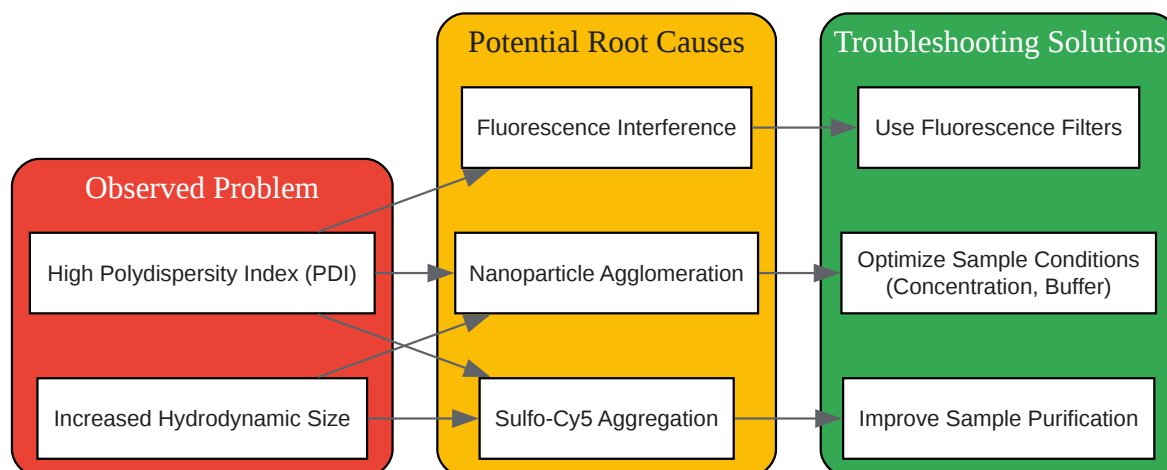 Observed Problem
High Polydispersity Index (PDI)
Increased Hydrodynamic Size
Potential Root Causes
Fluorescence Interference
Nanoparticle Agglomeration
Sulfo-Cy5 Aggregation
Troubleshooting Solutions
Use Fluorescence Filters
Optimize Sample Conditions
(Concentration, Buffer)
Improve Sample Purification